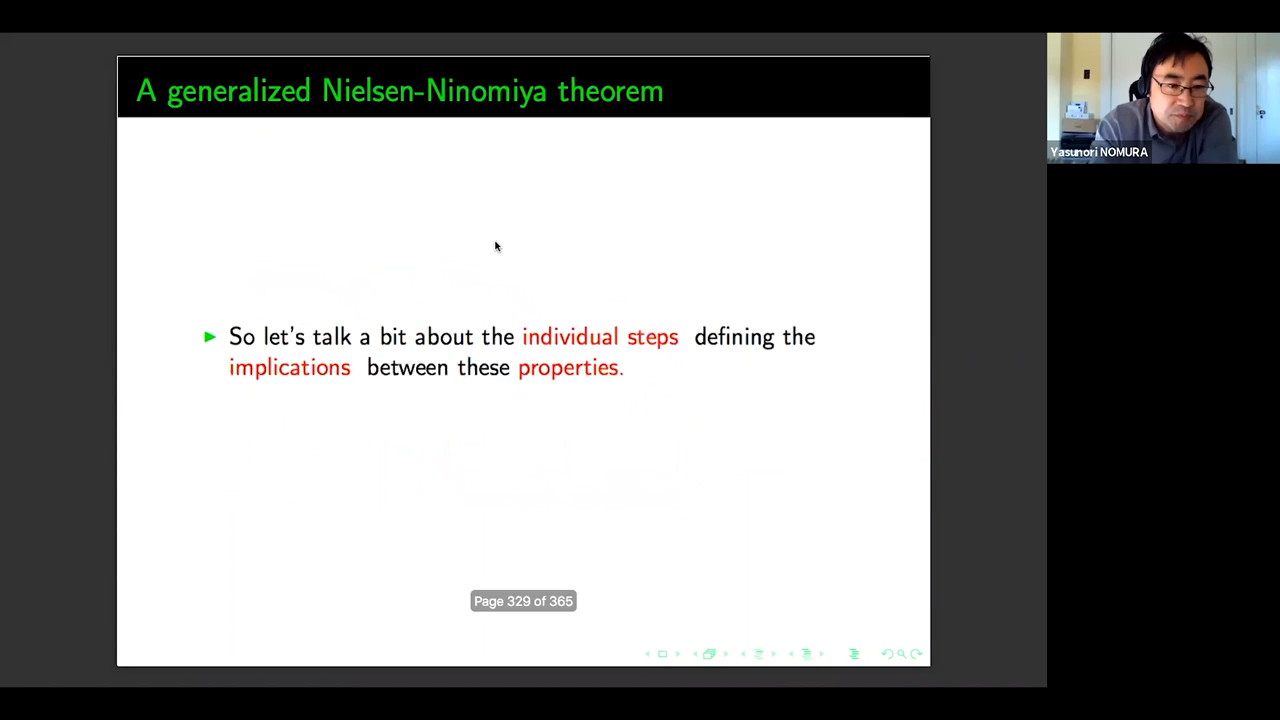 A generalized Nielsen-Ninomiya theorem
Yasunori NOMURA
So let's talk a bit about the individual steps defining the
implications between these properties.
Page 329 of 365